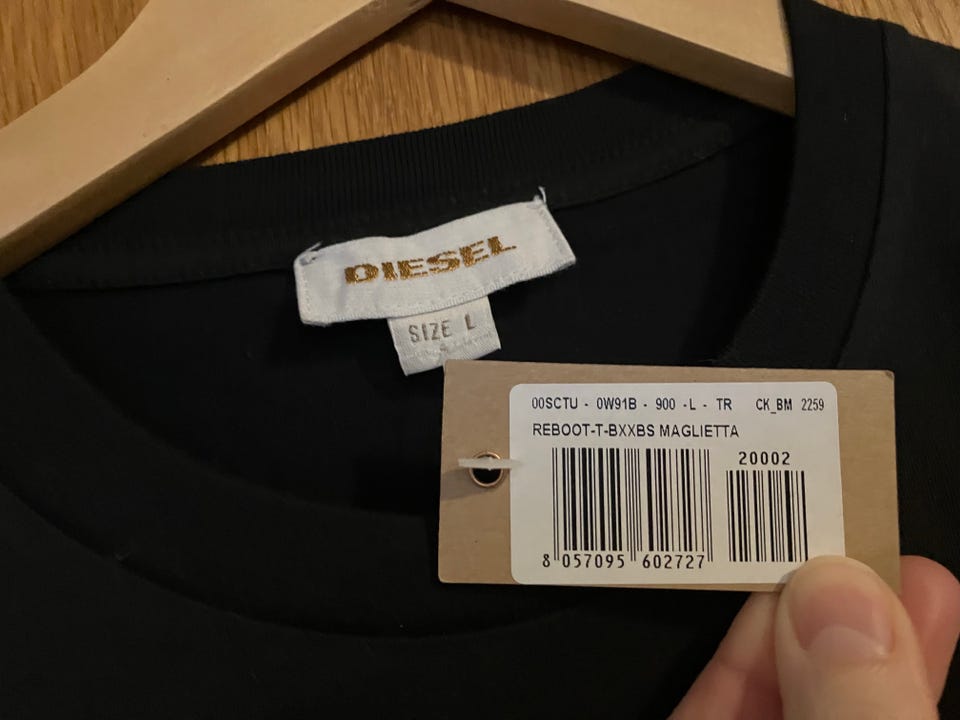 DIESEL
SIZE L
00SCTU - 0W91B - 900 -L - TR CK_BM 2259
REBOOT-T-BXXBS MAGLIETTA
20002
8 057095 602727